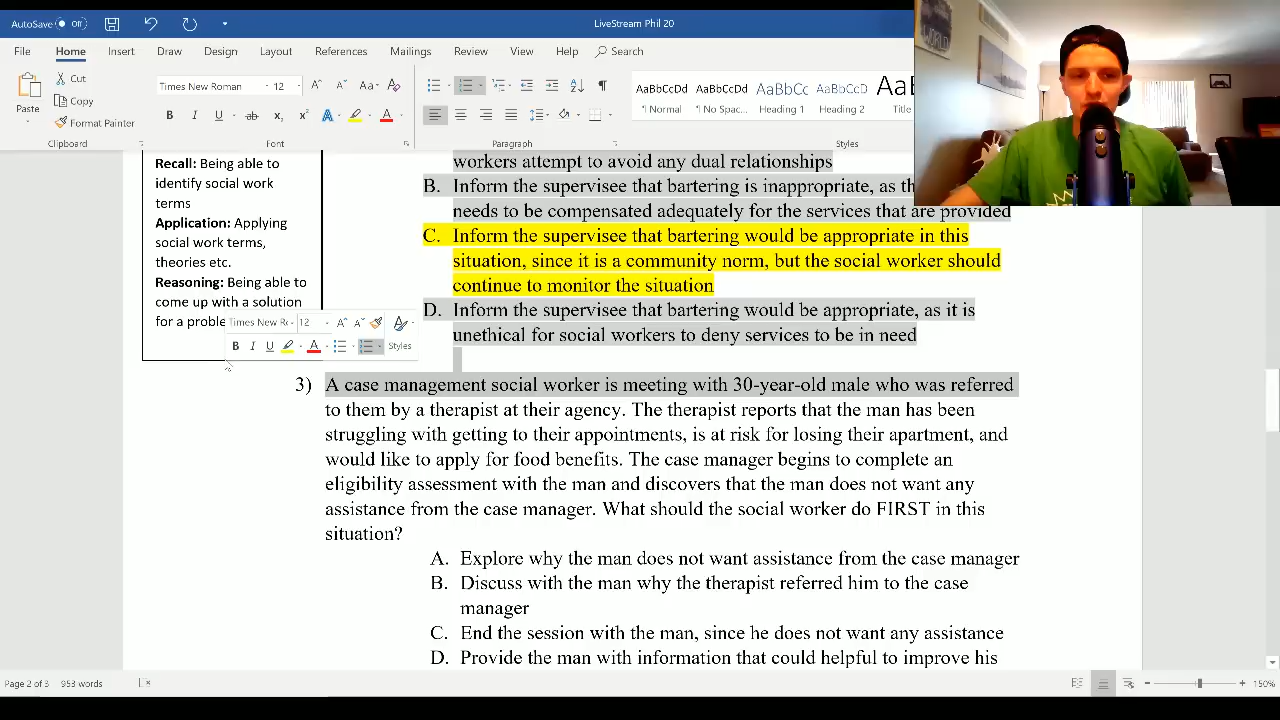 AutoSave Off
LiveStream Phil 20
File Home Insert Draw Design Layout References Mailings Review View Help Search
Paste
Cut
Copy
Format Painter
Times New Roman 12
AaBbCcDd AaBbCcDd AaBbCc AaBbCcD
¶ Normal ¶ No Spac... Heading 1 Heading 2 Title
Clipboard Font Paragraph Styles
WORLD
Recall: Being able to
identify social work
terms
Application: Applying
social work terms,
theories etc.
Reasoning: Being able to
come up with a solution
for a proble
Times New Ro 12
Styles
workers attempt to avoid any dual relationships
B. Inform the supervisee that bartering is inappropriate, as
needs to be compensated adequately for the services that are provided
C. Inform the supervisee that bartering would be appropriate in this
situation, since it is a community norm, but the social worker should
continue to monitor the situation
D. Inform the supervisee that bartering would be appropriate, as it is
unethical for social workers to deny services to be in need
3) A case management social worker is meeting with 30-year-old male who was referred
to them by a therapist at their agency. The therapist reports that the man has been
struggling with getting to their appointments, is at risk for losing their apartment, and
would like to apply for food benefits. The case manager begins to complete an
eligibility assessment with the man and discovers that the man does not want any
assistance from the case manager. What should the social worker do FIRST in this
situation?
A. Explore why the man does not want assistance from the case manager
B. Discuss with the man why the therapist referred him to the case
manager
C. End the session with the man, since he does not want any assistance
D. Provide the man with information that could helpful to improve his
Page 2 of 3 953 words
150%